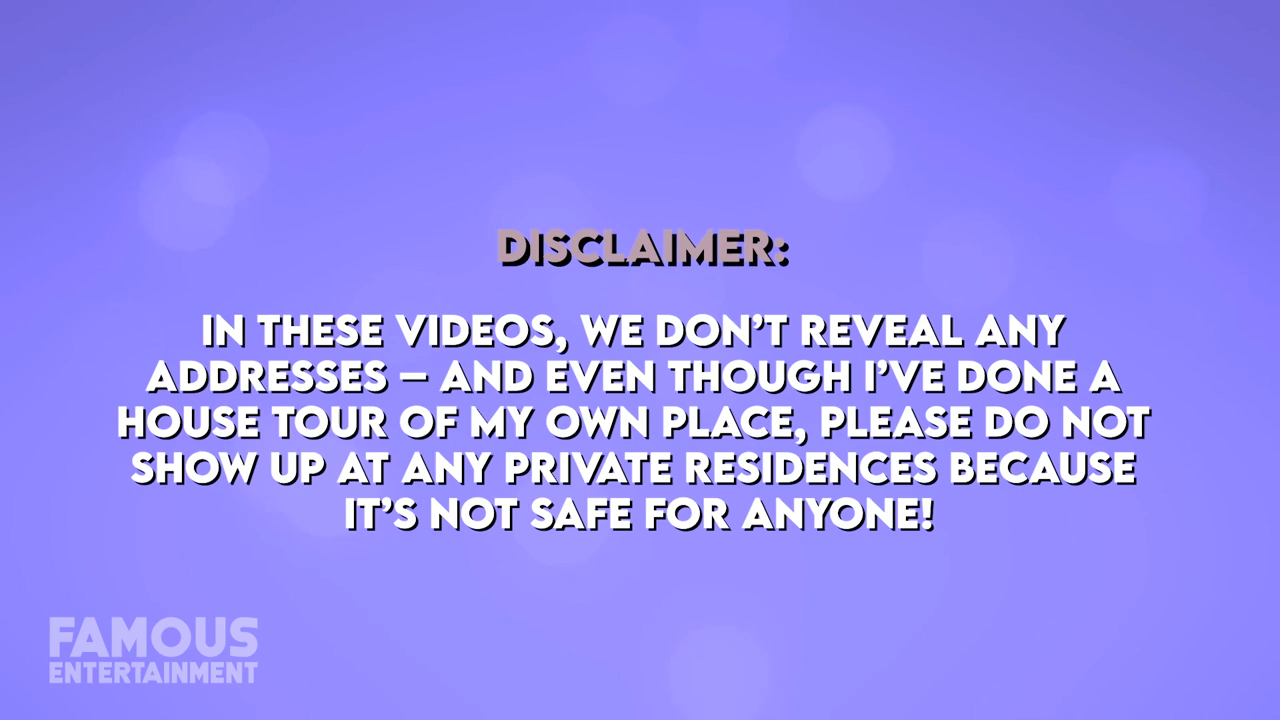 DISCLAIMER:
IN THESE VIDEOS, WE DON’T REVEAL ANY
ADDRESSES – AND EVEN THOUGH I’VE DONE A
HOUSE TOUR OF MY OWN PLACE, PLEASE DO NOT
SHOW UP AT ANY PRIVATE RESIDENCES BECAUSE
IT’S NOT SAFE FOR ANYONE!
FAMOUS
ENTERTAINMENT